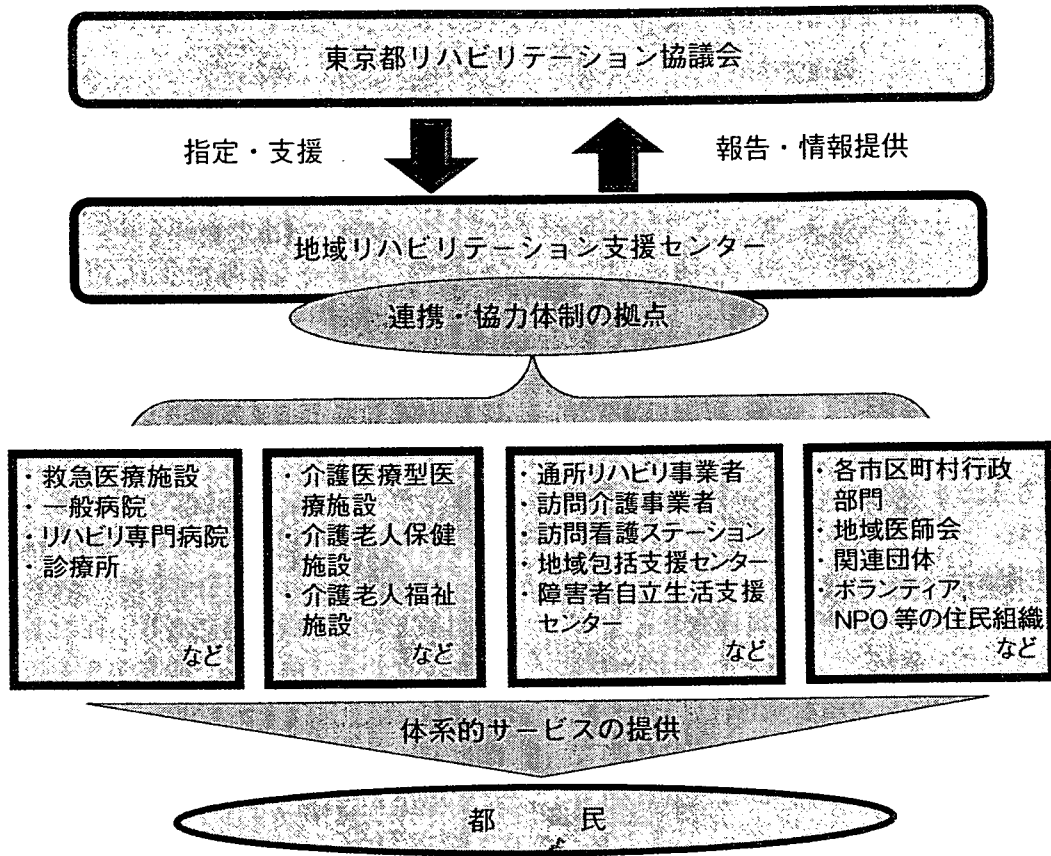 東京都リハビリテーション協議会
指定・支援
報告・情報提供
地域リハビリテーション支援センター
連携・協力体制の拠点
・救急医療施設
・一般病院
・リハビリ専門病院
・診療所
など
・介護医療型医
療施設
・介護老人保健
施設
・介護老人福祉
施設
など
・通所リハビリ事業者
・訪問介護事業者
・訪問看護ステーション
・地域包括支援センター
・障害者自立生活支援
センター
など
・各市区町村行政
部門
・地域医師会
・関連団体
・ボランティア,
NPO等の住民組織
など
体系的サービスの提供
都　民